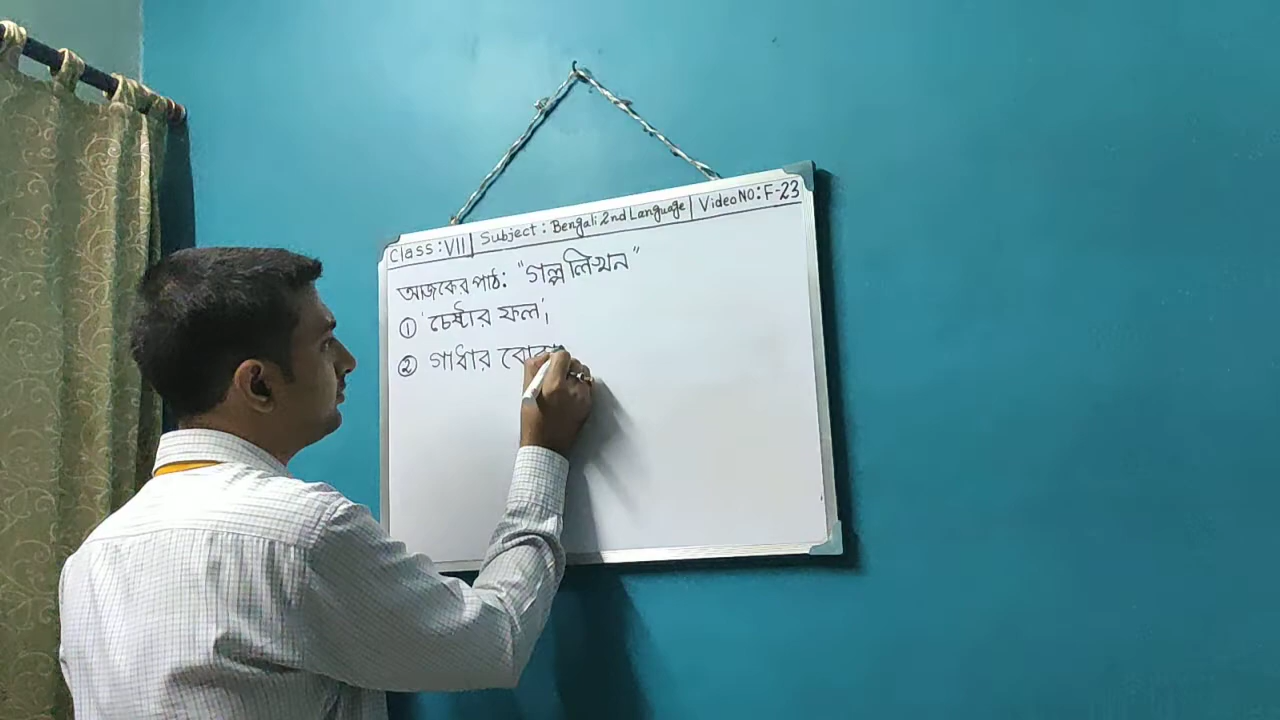 Class: VII | Subject: Bengali 2nd Language | Video NO: F-23
আজকের পাঠ: "গল্প লিখন"
① 'চেষ্টার ফল',
② গাধার